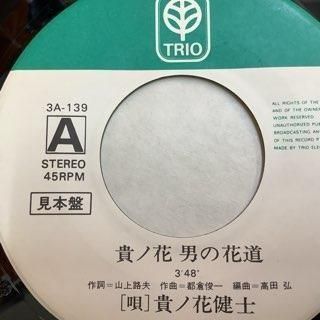 TRIO
3A-139
A
STEREO
45RPM
見本盤
ALL RIGHTS OF THE
AND OF THE OWNER
WORK RESERVED
UNAUTHORIZED PUB
BROADCASTING AN
OF THIS RECORD P
MADE BY TRIO ELE
貴ノ花 男の花道
3′48″
作詞=山上路夫 作曲=都倉俊一 編曲=高田 弘
[唄]貴ノ花健士